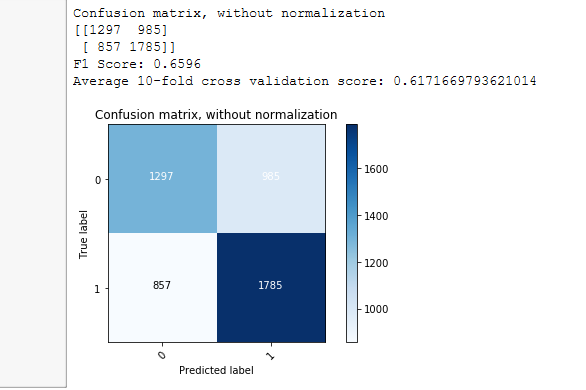 Confusion matrix, without normalization
[[1297  985]
 [ 857 1785]]
F1 Score: 0.6596
Average 10-fold cross validation score: 0.6171669793621014
Confusion matrix, without normalization
0
1297
985
1
857
1785
True label
0
1
Predicted label
1600
1400
1200
1000